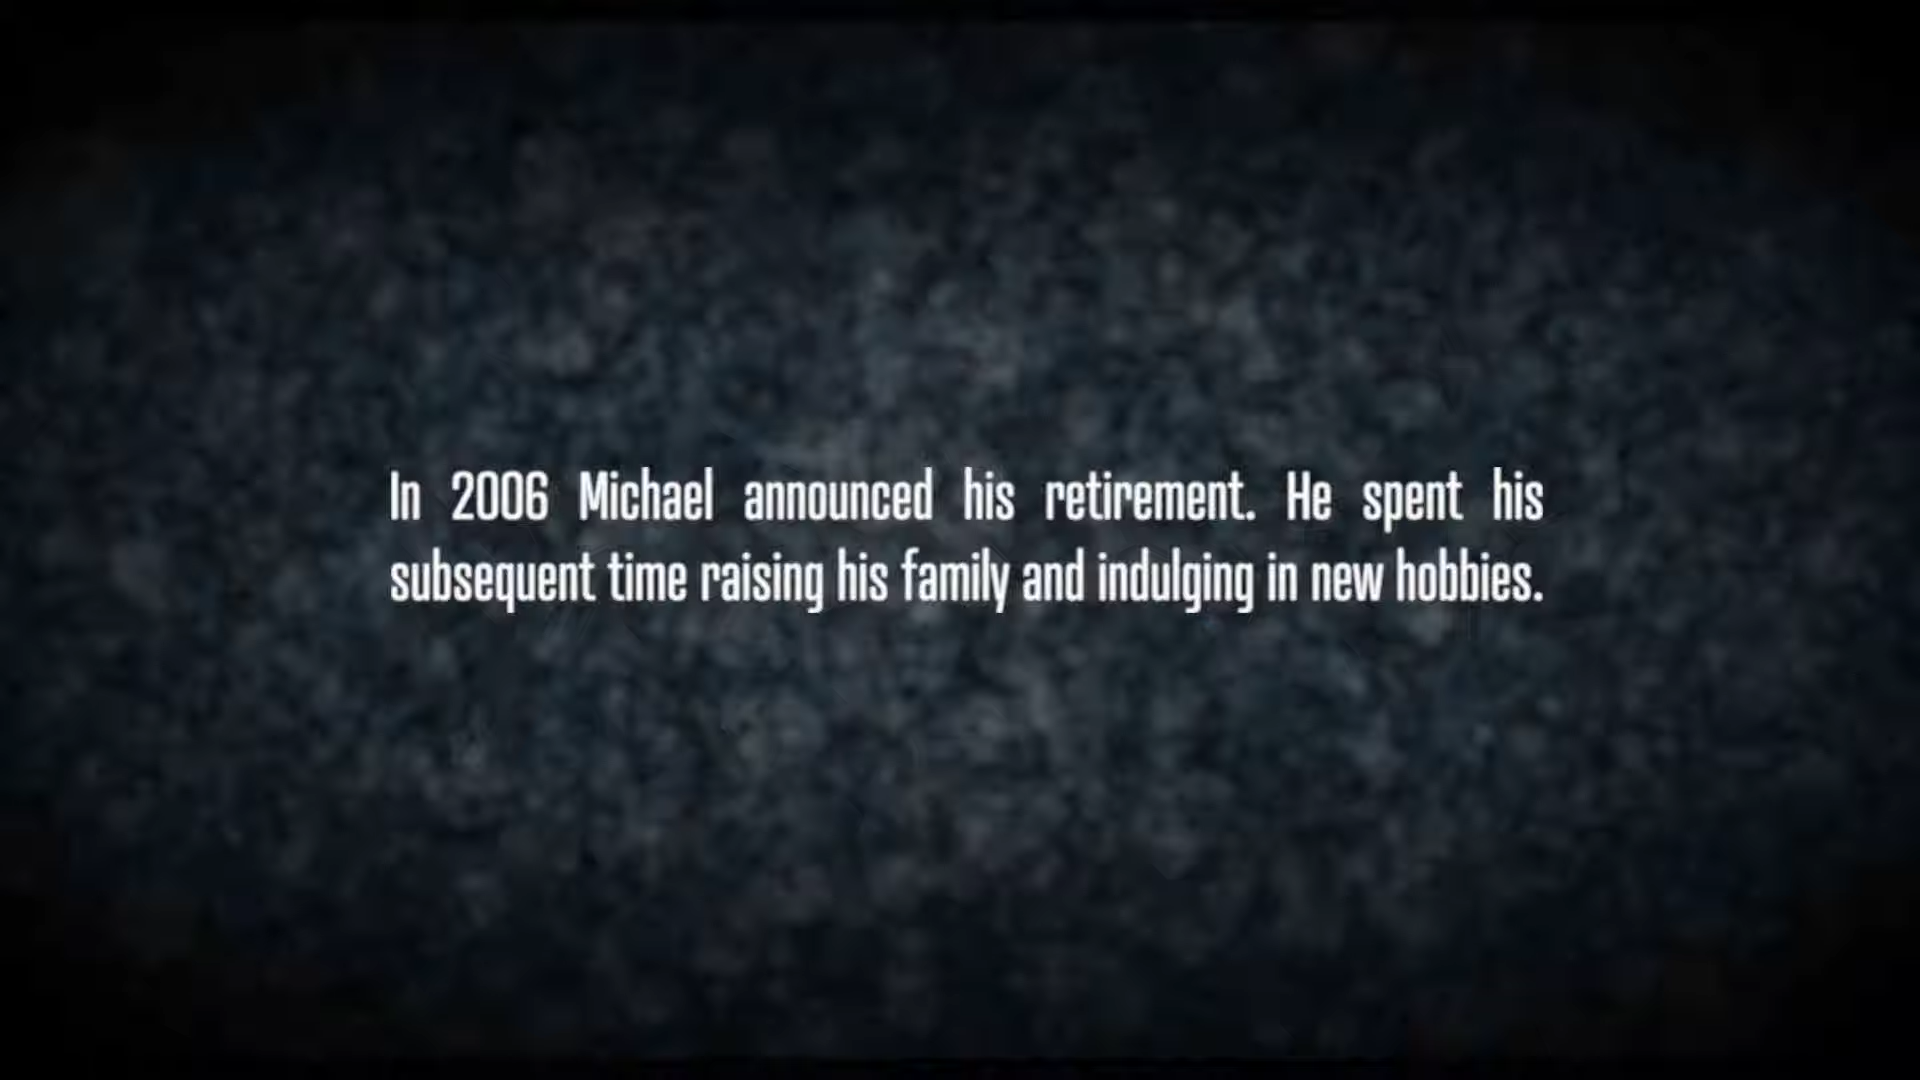 In 2006 Michael announced his retirement. He spent his
subsequent time raising his family and indulging in new hobbies.